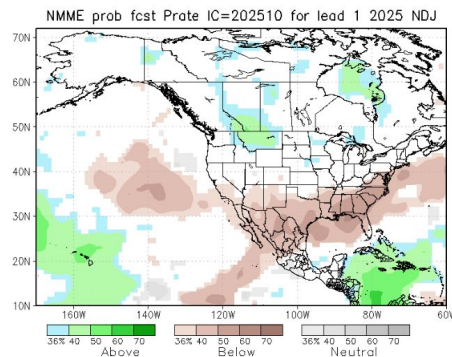 NMME prob fcst Prate IC=202510 for lead 1 2025 NDJ
70N
60N
50N
40N
30N
20N
10N
160W 140W 120W 100W 80W 60W
36% 40 50 60 70 36% 40 50 60 70 36% 40 50 60 70
Above Below Neutral